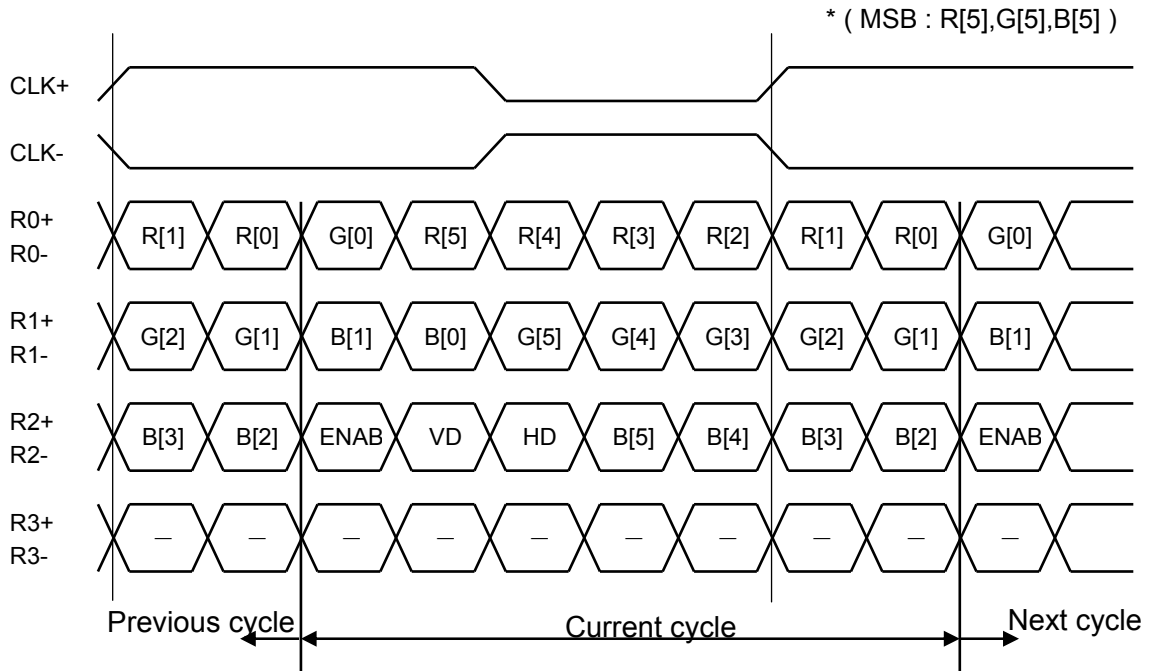 * ( MSB : R[5],G[5],B[5] )
CLK+
CLK-
R0+
R0-
R[1] R[0] G[0] R[5] R[4] R[3] R[2] R[1] R[0] G[0]
R1+
R1-
G[2] G[1] B[1] B[0] G[5] G[4] G[3] G[2] G[1] B[1]
R2+
R2-
B[3] B[2] ENAB VD HD B[5] B[4] B[3] B[2] ENAB
R3+
R3-
– – – – – – – – – –
Previous cycle Current cycle Next cycle